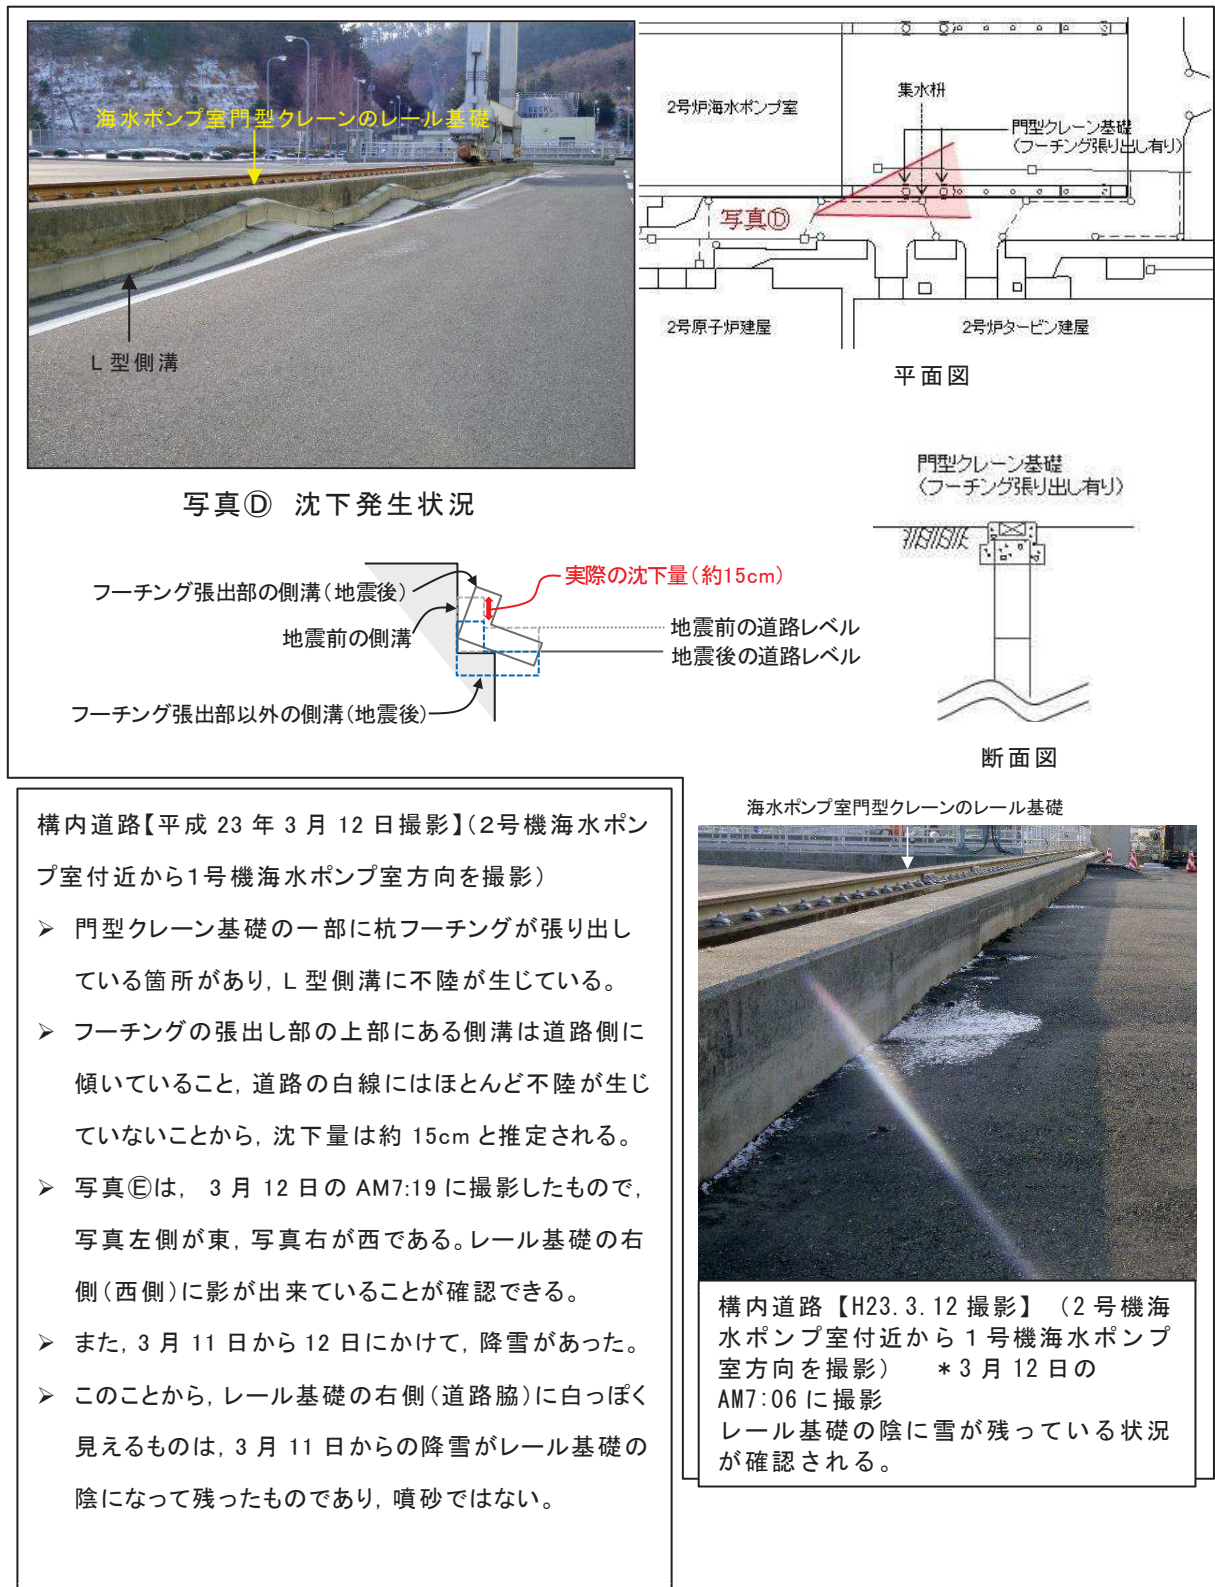 海水ポンプ室門型クレーンのレール基礎
L型側溝
写真Ⓓ 沈下発生状況
集水枡
2号炉海水ポンプ室
門型クレーン基礎
(フーチング張り出し有り)
写真Ⓓ
2号原子炉建屋
2号炉タービン建屋
平面図
門型クレーン基礎
(フーチング張り出し有り)
断面図
フーチング張出部の側溝(地震後)
実際の沈下量(約15cm)
地震前の側溝
地震前の道路レベル
地震後の道路レベル
フーチング張出部以外の側溝(地震後)
構内道路【平成 23 年 3 月 12 日撮影】(2号機海水ポン
プ室付近から1号機海水ポンプ室方向を撮影)
➢ 門型クレーン基礎の一部に杭フーチングが張り出し
ている箇所があり, L 型側溝に不陸が生じている。
➢ フーチングの張出し部の上部にある側溝は道路側に
傾いていること, 道路の白線にはほとんど不陸が生じ
ていないことから, 沈下量は約 15cm と推定される。
➢ 写真Ⓔは, 3 月 12 日の AM7:19 に撮影したもので,
写真左側が東, 写真右が西である。レール基礎の右
側(西側)に影が出来ていることが確認できる。
➢ また, 3 月 11 日から 12 日にかけて, 降雪があった。
➢ このことから, レール基礎の右側(道路脇)に白っぽく
見えるものは, 3 月 11 日からの降雪がレール基礎の
陰になって残ったものであり, 噴砂ではない。
海水ポンプ室門型クレーンのレール基礎
構内道路【H23.3.12 撮影】 (2 号機海
水ポンプ室付近から 1 号機海水ポンプ
室方向を撮影) *3 月 12 日の
AM7:06 に撮影
レール基礎の陰に雪が残っている状況
が確認される。